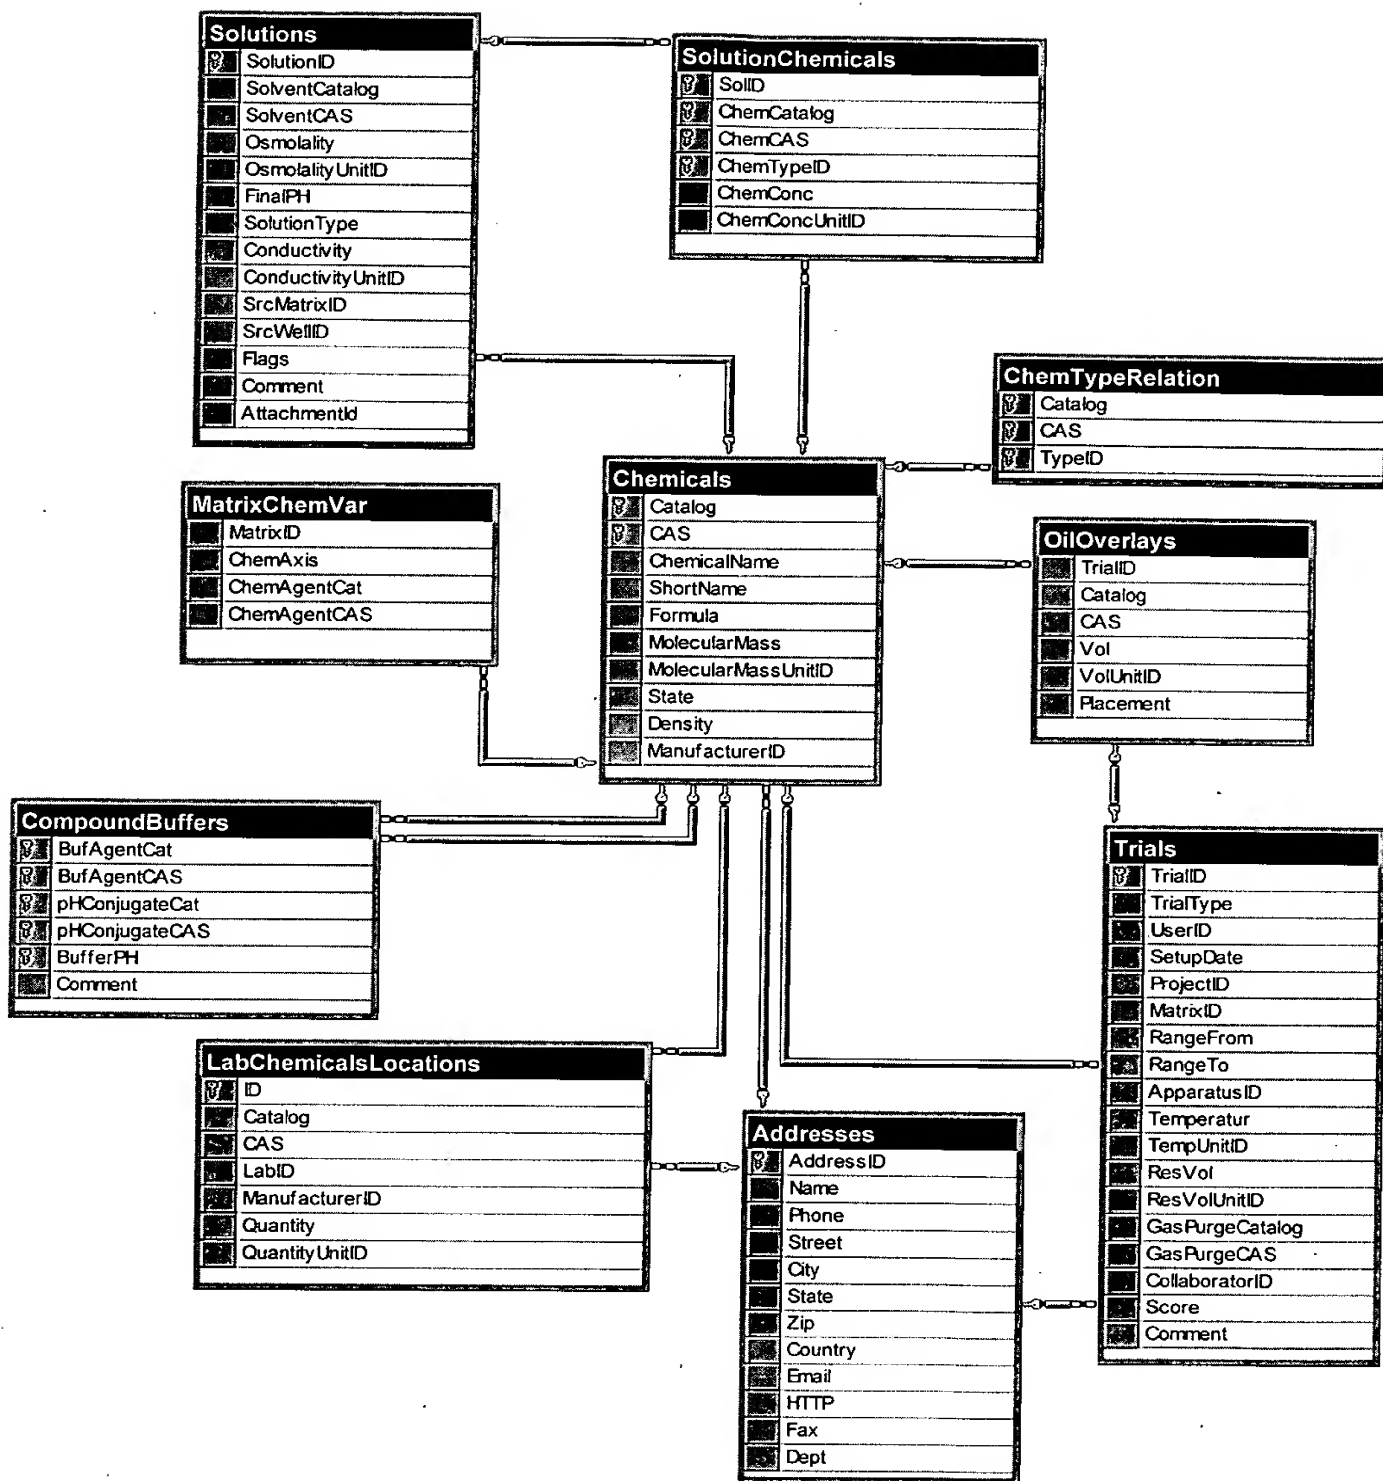 Solutions
SolutionID
SolventCatalog
SolventCAS
Osmolality
OsmolalityUnitID
FinalPH
SolutionType
Conductivity
ConductivityUnitID
SrcMatrixID
SrcWellID
Flags
Comment
AttachmentId
SolutionChemicals
SolID
ChemCatalog
ChemCAS
ChemTypeID
ChemConc
ChemConcUnitID
ChemTypeRelation
Catalog
CAS
TypeID
Chemicals
Catalog
CAS
ChemicalName
ShortName
Formula
MolecularMass
MolecularMassUnitID
State
Density
ManufacturerID
MatrixChemVar
MatrixID
ChemAxis
ChemAgentCat
ChemAgentCAS
OilOverlays
TrialID
Catalog
CAS
Vol
VolUnitID
Placement
CompoundBuffers
BufAgentCat
BufAgentCAS
pHConjugateCat
pHConjugateCAS
BufferPH
Comment
Trials
TrialID
TrialType
UserID
SetupDate
ProjectID
MatrixID
RangeFrom
RangeTo
ApparatusID
Temperatur
TempUnitID
ResVol
ResVolUnitID
GasPurgeCatalog
GasPurgeCAS
CollaboratorID
Score
Comment
LabChemicalsLocations
ID
Catalog
CAS
LabID
ManufacturerID
Quantity
QuantityUnitID
Addresses
AddressID
Name
Phone
Street
City
State
Zip
Country
Email
HTTP
Fax
Dept